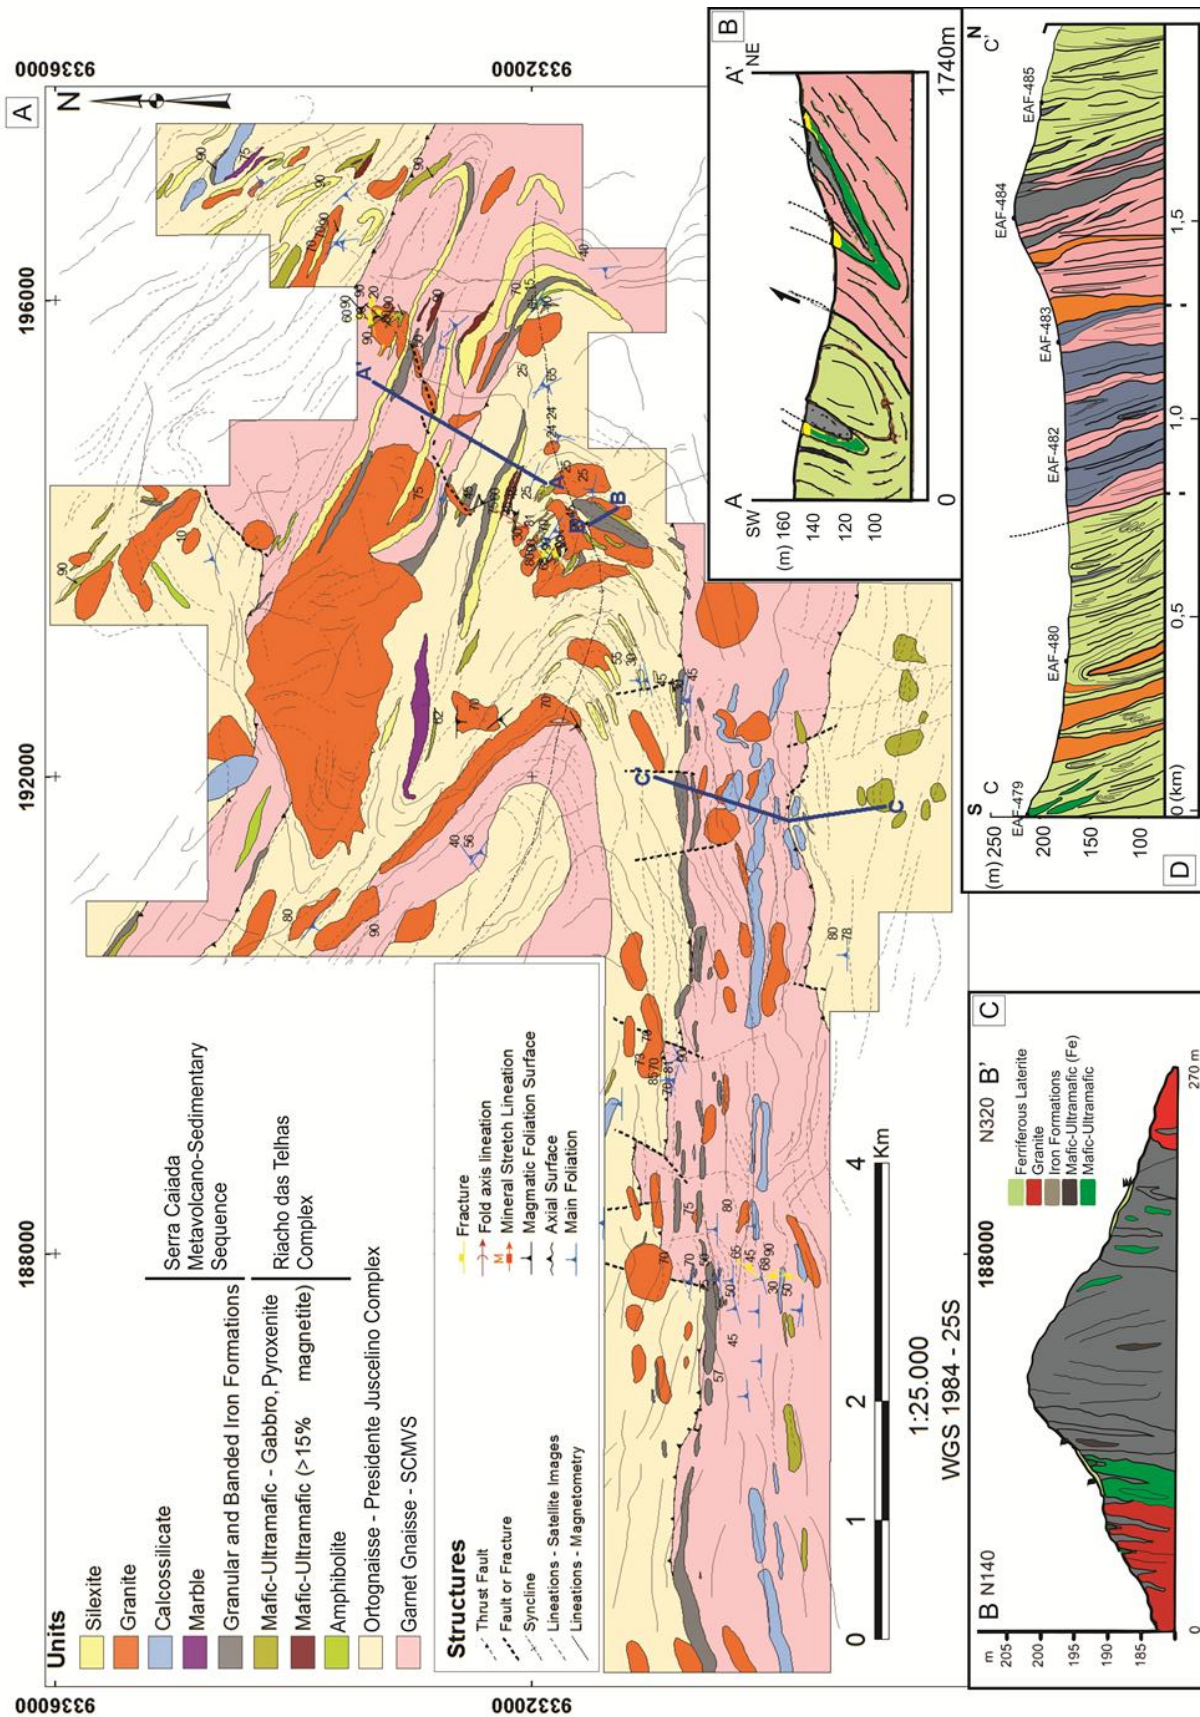 A
N
9336000
9332000
196000
192000
188000
9336000
9332000
Units
Silexite
Granite
Calcossilicate
Marble
Granular and Banded Iron Formations
Mafic-Ultramafic - Gabbro, Pyroxenite
Mafic-Ultramafic (>15% magnetite)
Amphibolite
Ortognaisse - Presidente Juscelino Complex
Garnet Gnaisse - SCMVS
Serra Caiada
Metavolcano-Sedimentary
Sequence
Riacho das Telhas
Complex
Structures
Thrust Fault
Fault or Fracture
Syncline
Lineations - Satellite Images
Lineations - Magnetometry
Fracture
Fold axis lineation
M
Mineral Stretch Lineation
Magmatic Foliation Surface
Axial Surface
Main Foliation
0
1
2
4
Km
1:25.000
WGS 1984 - 25S
188000
A'
A
B'
B
C'
C
B
A
SW
A'
NE
(m) 160
140
120
100
0
1740m
C
B N140
N320 B'
m
205
200
195
190
185
0
270 m
Ferriferous Laterite
Granite
Iron Formations
Mafic-Ultramafic (Fe)
Mafic-Ultramafic
D
S
C
N
C'
(m) 250
200
150
100
EAF-479
EAF-480
EAF-482
EAF-483
EAF-484
EAF-485
0 (km)
0,5
1,0
1,5